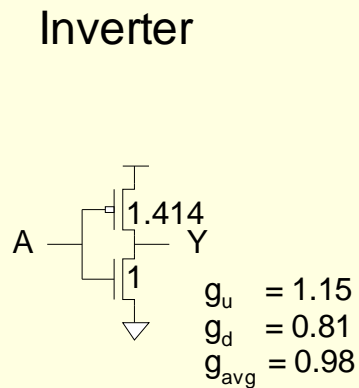 Inverter
1.414
A
Y
1
g_u = 1.15
g_d = 0.81
g_avg = 0.98